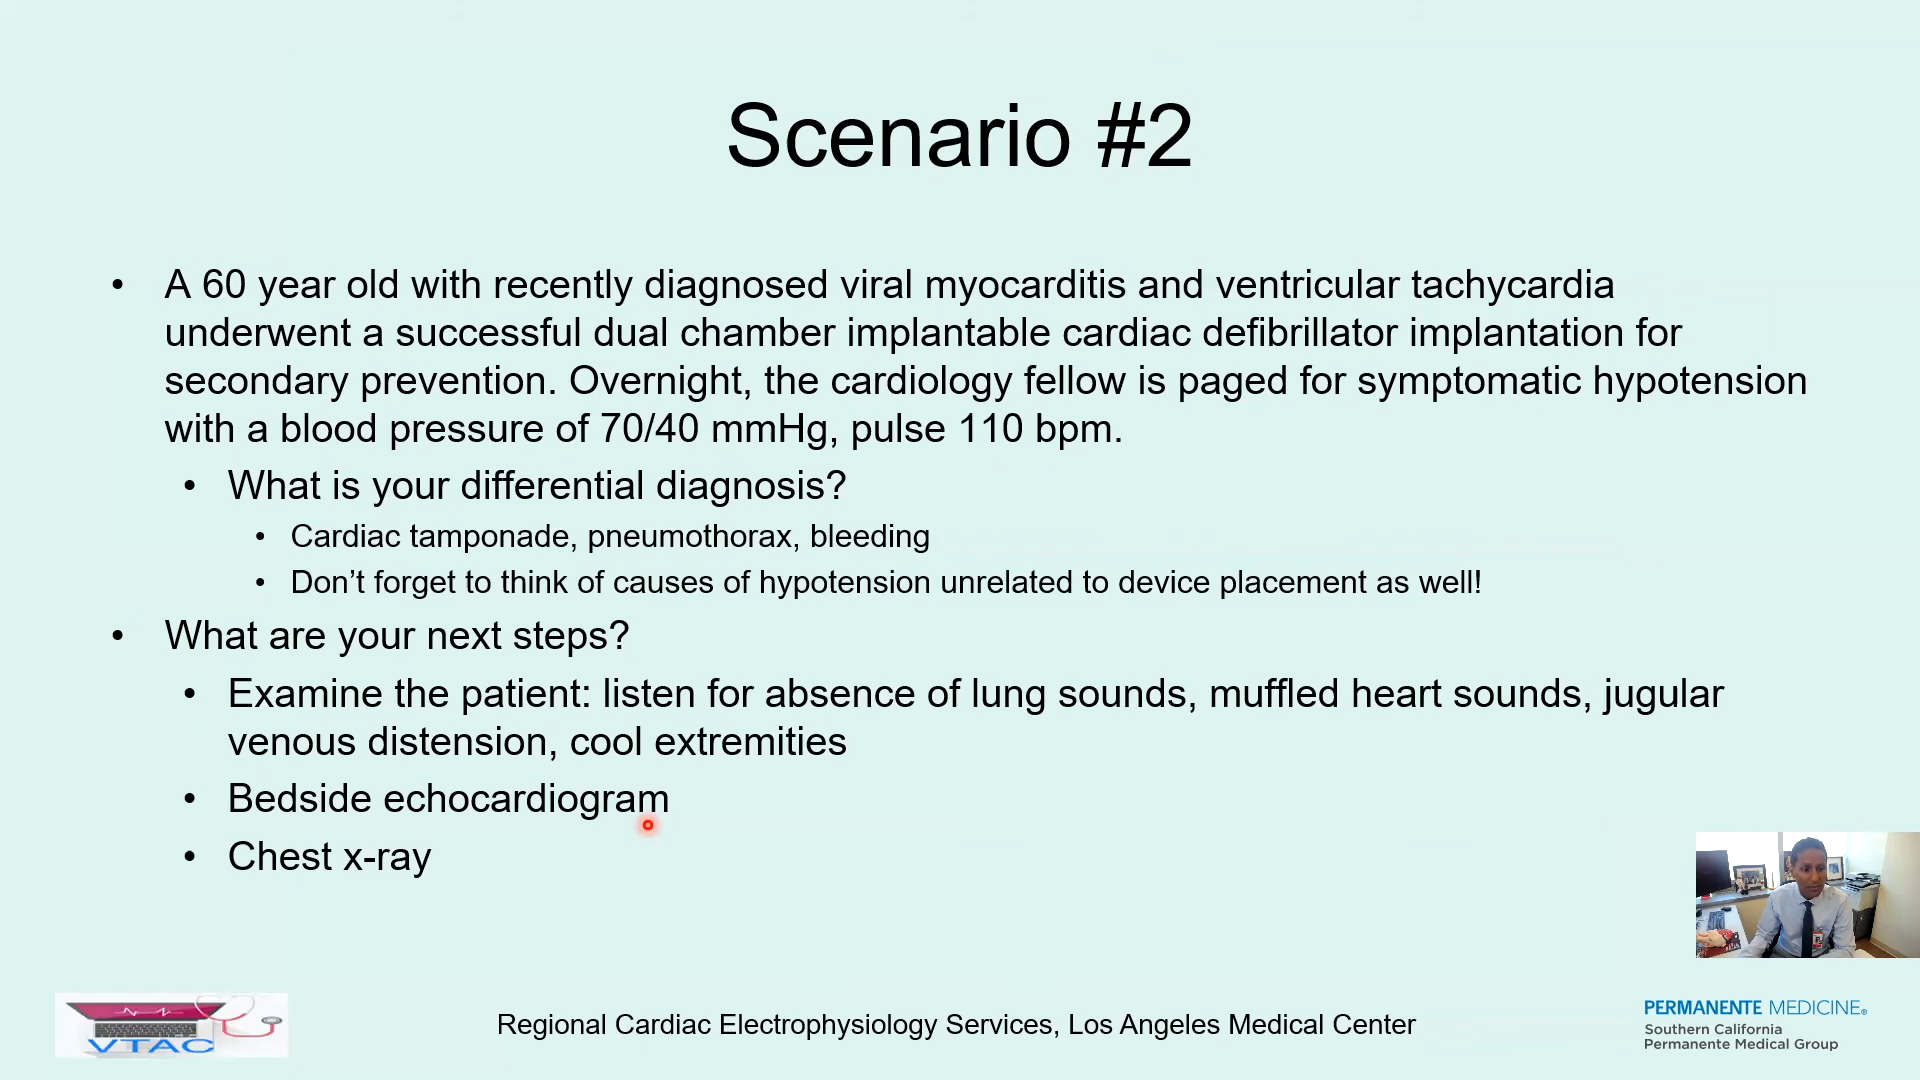 Scenario #2
• A 60 year old with recently diagnosed viral myocarditis and ventricular tachycardia
underwent a successful dual chamber implantable cardiac defibrillator implantation for
secondary prevention. Overnight, the cardiology fellow is paged for symptomatic hypotension
with a blood pressure of 70/40 mmHg, pulse 110 bpm.
• What is your differential diagnosis?
• Cardiac tamponade, pneumothorax, bleeding
• Don’t forget to think of causes of hypotension unrelated to device placement as well!
• What are your next steps?
• Examine the patient: listen for absence of lung sounds, muffled heart sounds, jugular
venous distension, cool extremities
• Bedside echocardiogram
• Chest x-ray
VTAC
Regional Cardiac Electrophysiology Services, Los Angeles Medical Center
PERMANENTE MEDICINE®
Southern California
Permanente Medical Group